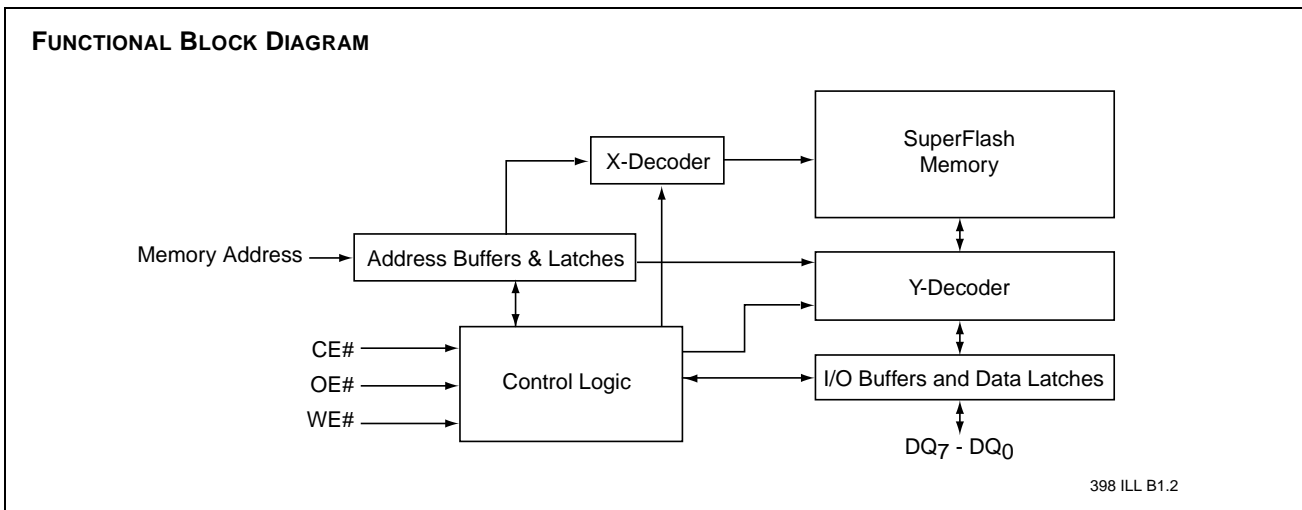 FUNCTIONAL BLOCK DIAGRAM
SuperFlash
Memory
X-Decoder
Memory Address
Address Buffers & Latches
Y-Decoder
CE#
OE#
WE#
Control Logic
I/O Buffers and Data Latches
DQ7 - DQ0
398 ILL B1.2